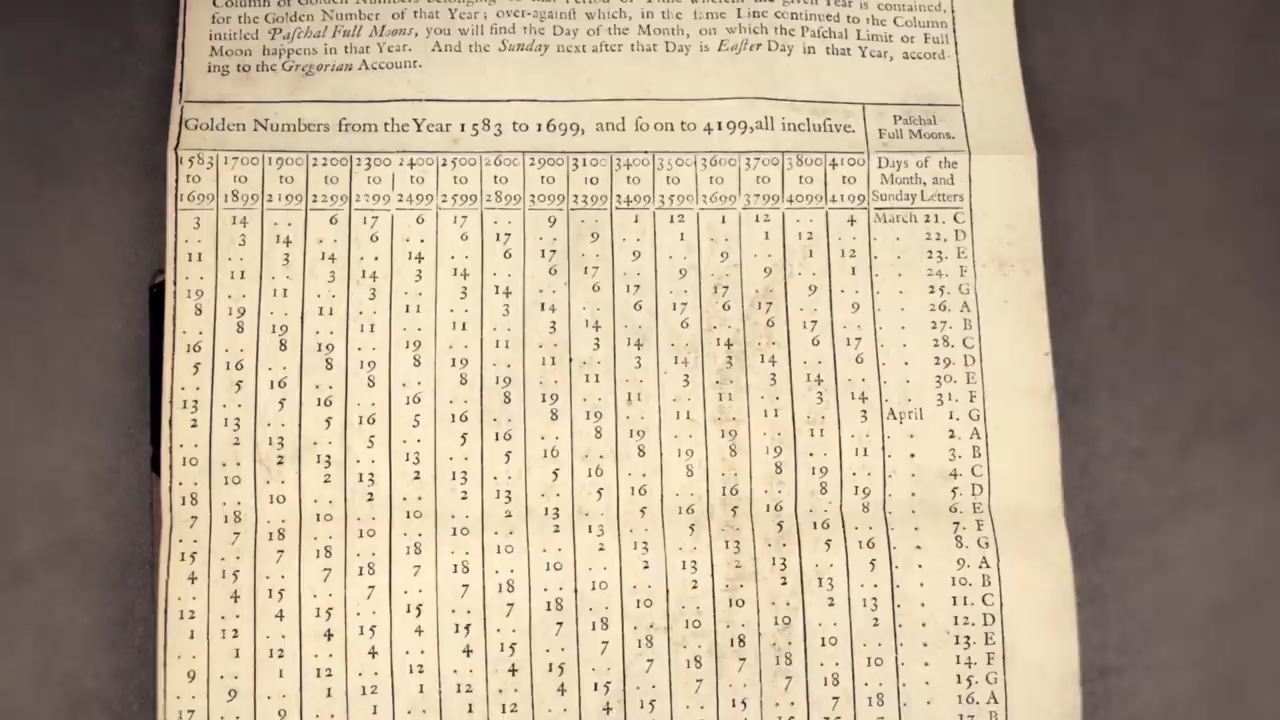 for the Golden Number of that Year; over-againſt which, in the ſame Line continued to the Column
intitled Paſchal Full Moons, you will find the Day of the Month, on which the Paſchal Limit or Full
Moon happens in that Year. And the Sunday next after that Day is Eaſter Day in that Year, accord-
ing to the Gregorian Account.
Golden Numbers from the Year 1583 to 1699, and ſo on to 4199, all incluſive. Paſchal
Full Moons.
1583 1700 1900 2200 2300 2400 2500 2600 2900 3100 3400 3500 3600 3700 3800 4100 Days of the
to to to to to to to to to to to to to to to to Month, and
1699 1899 2199 2299 2399 2499 2599 2899 3099 3399 3499 3599 3699 3799 4099 4199 Sunday Letters
3 14 .. 6 17 6 17 .. 9 .. 1 12 1 12 .. 4 March 21. C
.. 3 14 .. 6 .. 6 17 .. 9 .. 1 .. 1 12 .. . . 22. D
11 .. 3 14 .. 14 .. 6 17 .. 9 .. 9 .. 1 12 . . 23. E
.. 11 .. 3 14 3 14 .. 6 17 .. 9 .. 9 .. 1 . . 24. F
19 .. 11 .. 3 .. 3 14 .. 6 17 .. 17 .. 9 .. . . 25. G
8 19 .. 11 .. 11 .. 3 14 .. 6 17 6 17 .. 9 . . 26. A
.. 8 19 .. 11 .. 11 .. 3 14 .. 6 .. 6 17 .. . . 27. B
16 .. 8 19 .. 19 .. 11 .. 3 14 .. 14 .. 6 17 . . 28. C
5 16 .. 8 19 8 19 .. 11 .. 3 14 3 14 .. 6 . . 29. D
.. 5 16 .. 8 .. 8 19 .. 11 .. 3 .. 3 14 .. . . 30. E
13 .. 5 16 .. 16 .. 8 19 .. 11 .. 11 .. 3 14 . . 31. F
2 13 .. 5 16 5 16 .. 8 19 .. 11 .. 11 .. 3 April 1. G
.. 2 13 .. 5 .. 5 16 .. 8 19 .. 19 .. 11 .. . . 2. A
10 .. 2 13 .. 13 .. 5 16 .. 8 19 8 19 .. 11 . . 3. B
.. 10 .. 2 13 2 13 .. 5 16 .. 8 .. 8 19 .. . . 4. C
18 .. 10 .. 2 .. 2 13 .. 5 16 .. 16 .. 8 19 . . 5. D
7 18 .. 10 .. 10 .. 2 13 .. 5 16 5 16 .. 8 . . 6. E
.. 7 18 .. 10 .. 10 .. 2 13 .. 5 .. 5 16 .. . . 7. F
15 .. 7 18 .. 18 .. 10 .. 2 13 .. 13 .. 5 16 . . 8. G
4 15 .. 7 18 7 18 .. 10 .. 2 13 2 13 .. 5 . . 9. A
.. 4 15 .. 7 .. 7 18 .. 10 .. 2 .. 2 13 .. . . 10. B
12 .. 4 15 .. 15 .. 7 18 .. 10 .. 10 .. 2 13 . . 11. C
1 12 .. 4 15 4 15 .. 7 18 .. 10 .. 10 .. 2 . . 12. D
.. 1 12 .. 4 .. 4 15 .. 7 18 .. 18 .. 10 .. . . 13. E
9 .. 1 12 .. 12 .. 4 15 .. 7 18 7 18 .. 10 . . 14. F
.. 9 .. 1 12 1 12 .. 4 15 .. 7 .. 7 18 .. . . 15. G
17 .. 9 .. 1 .. 1 12 .. 4 15 .. 15 .. 7 18 . . 16. A